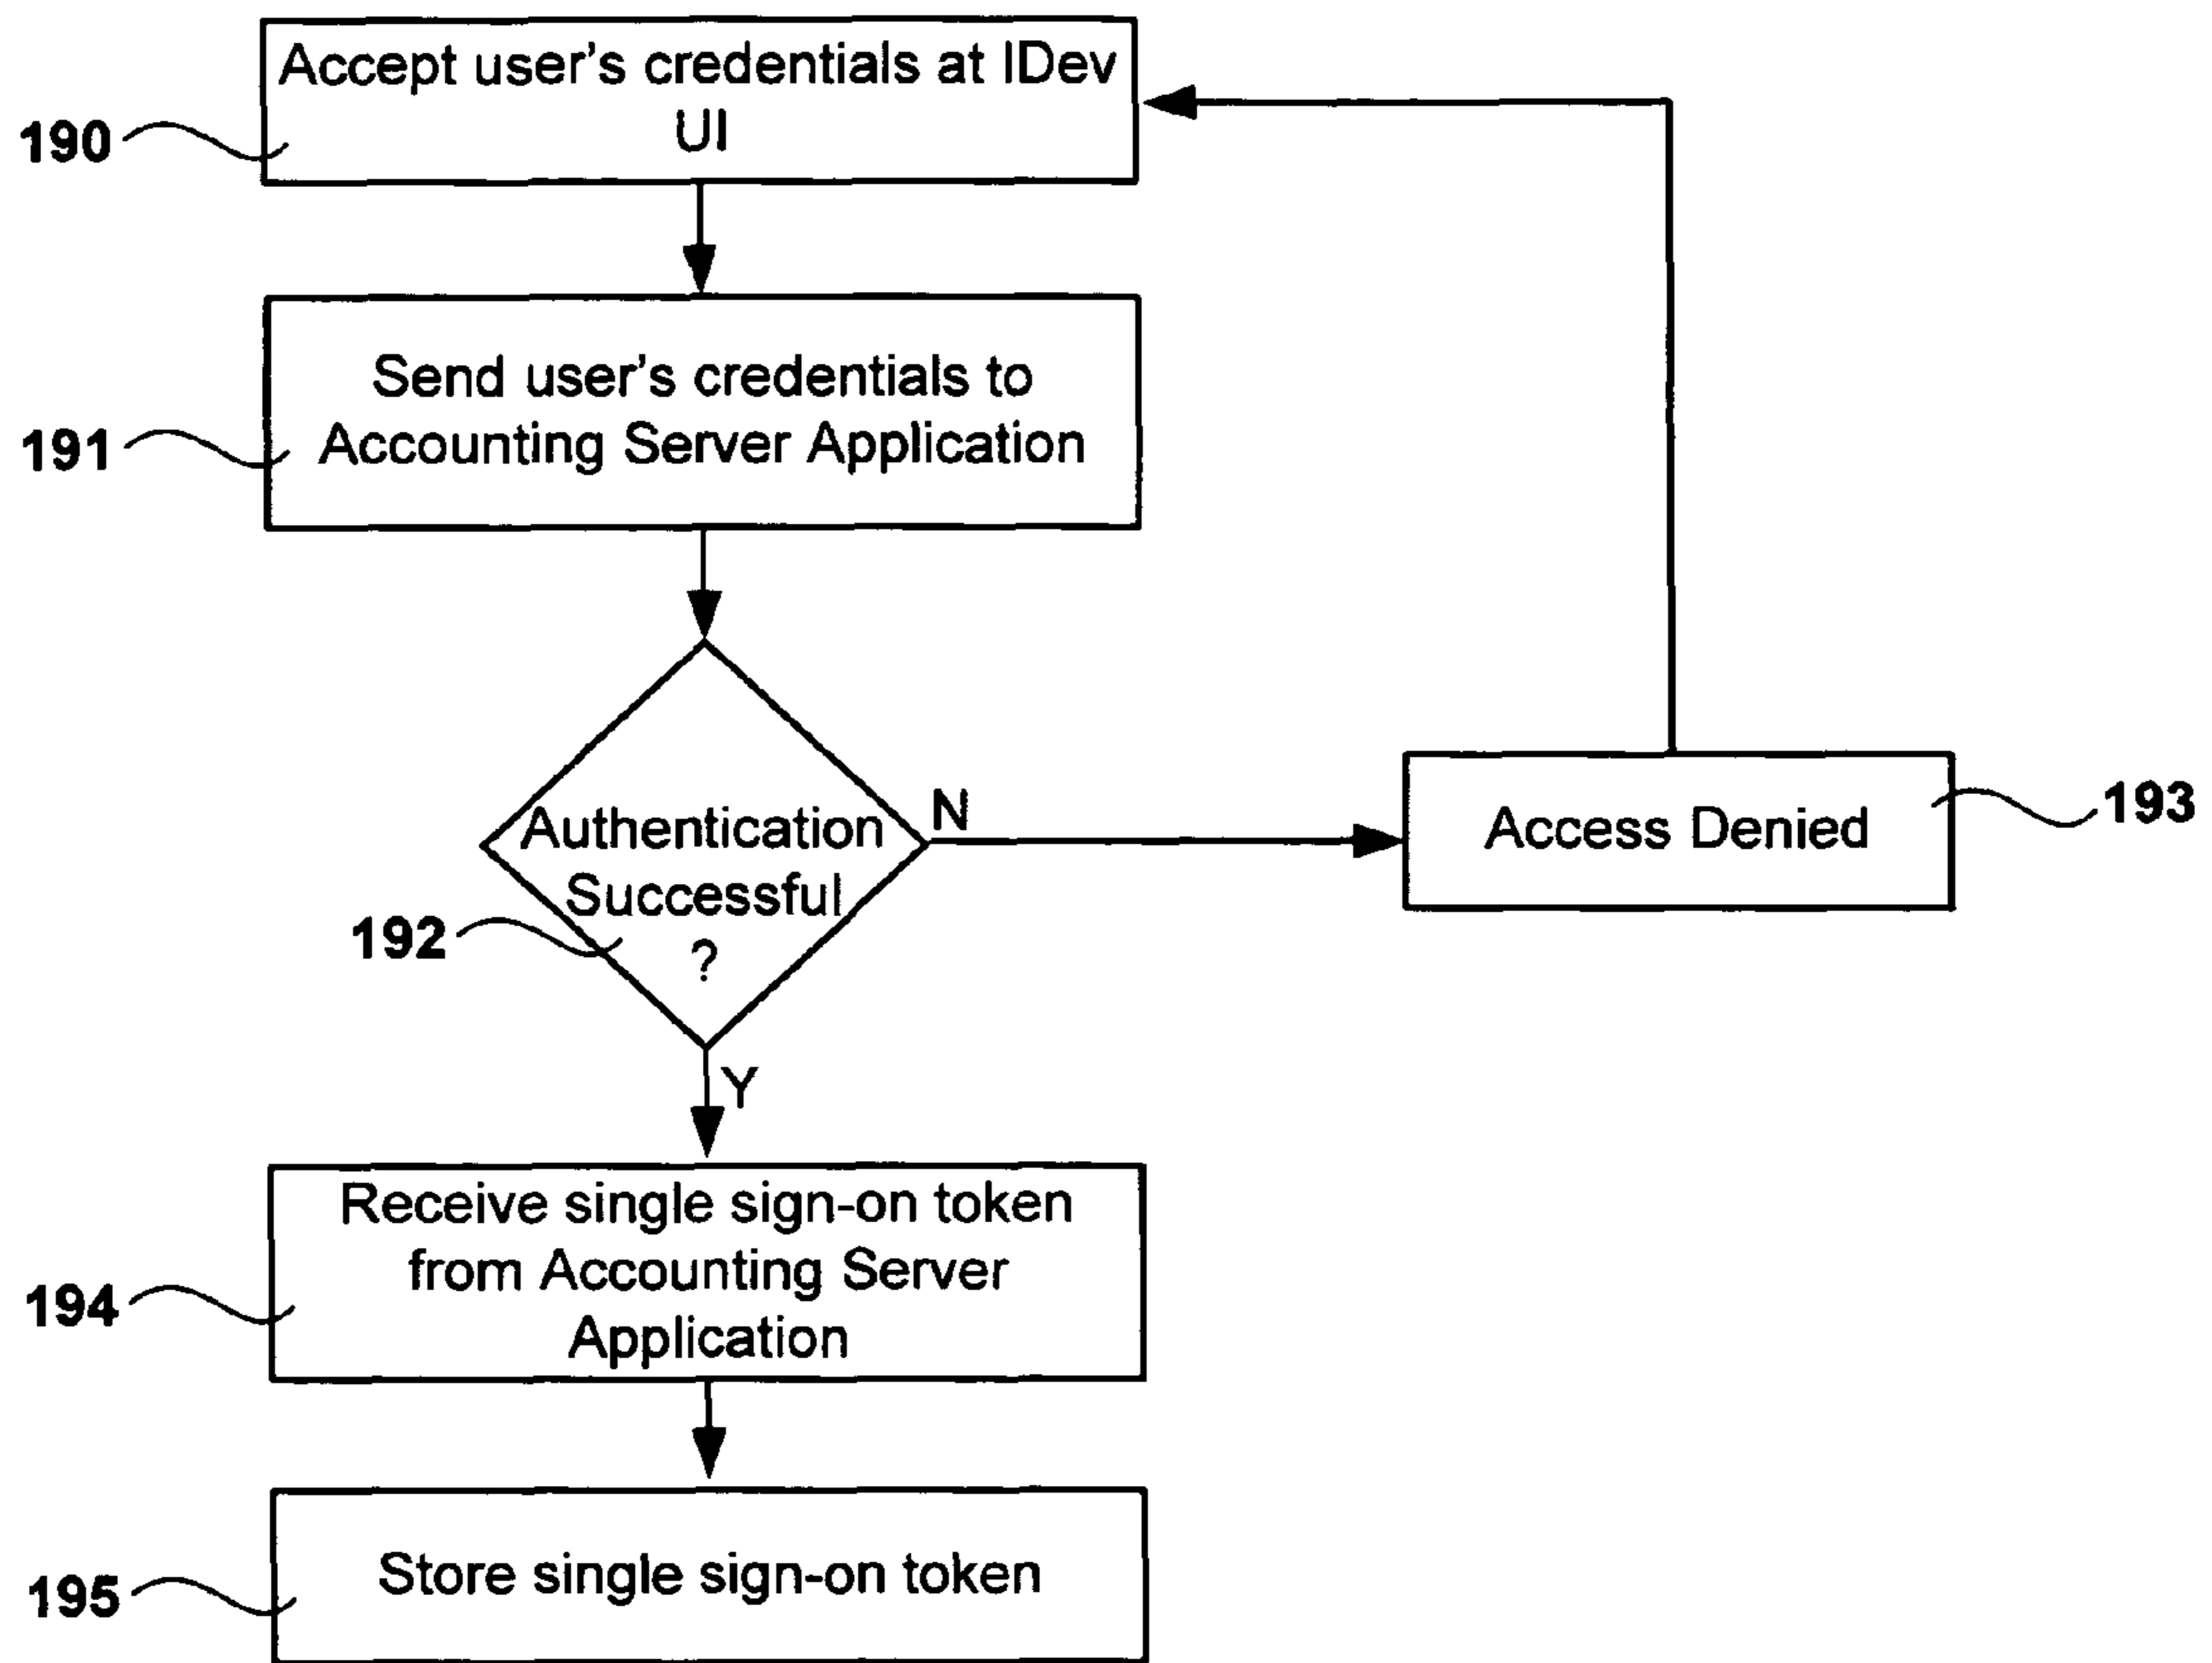 Accept user's credentials at IDev
UI
190
Send user's credentials to
Accounting Server Application
191
Authentication
Successful
?
192
N
Access Denied
193
Y
Receive single sign-on token
from Accounting Server
Application
194
Store single sign-on token
195